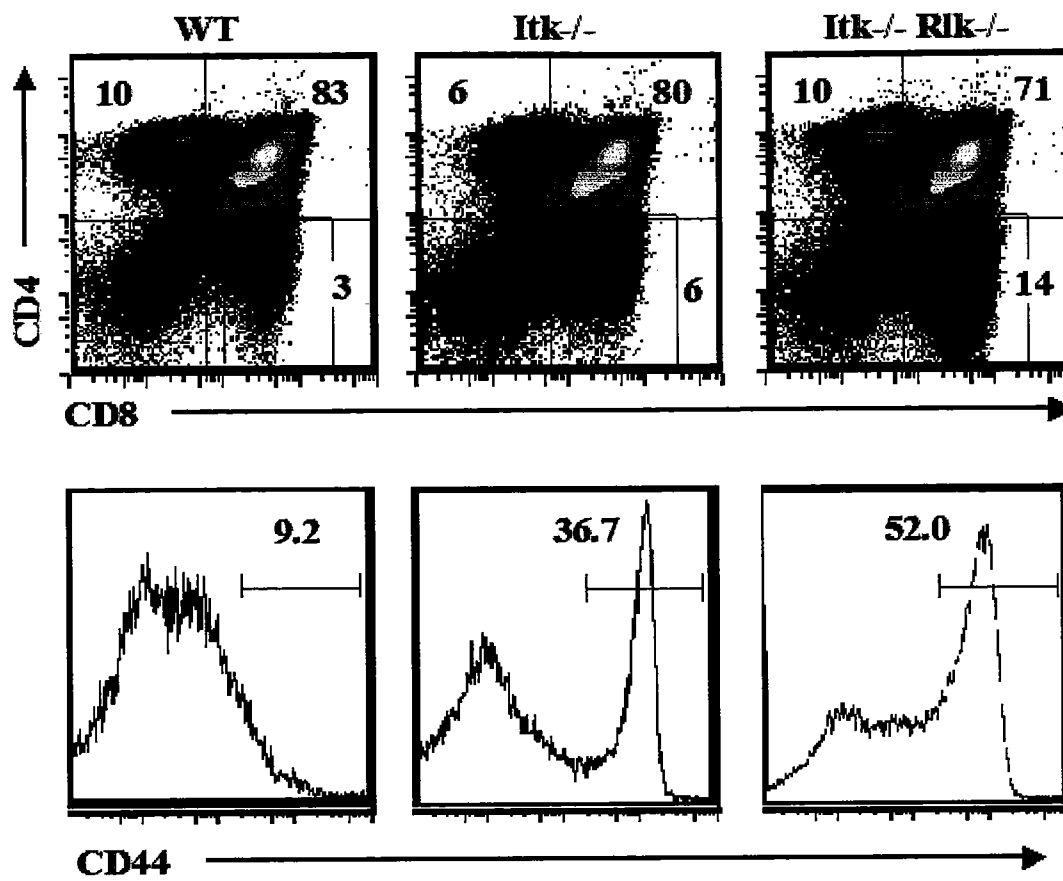 WT Itk-/- Itk-/- Rlk-/-
10 83 6 80 10 71
3 6 14
CD4
CD8
9.2 36.7 52.0
CD44